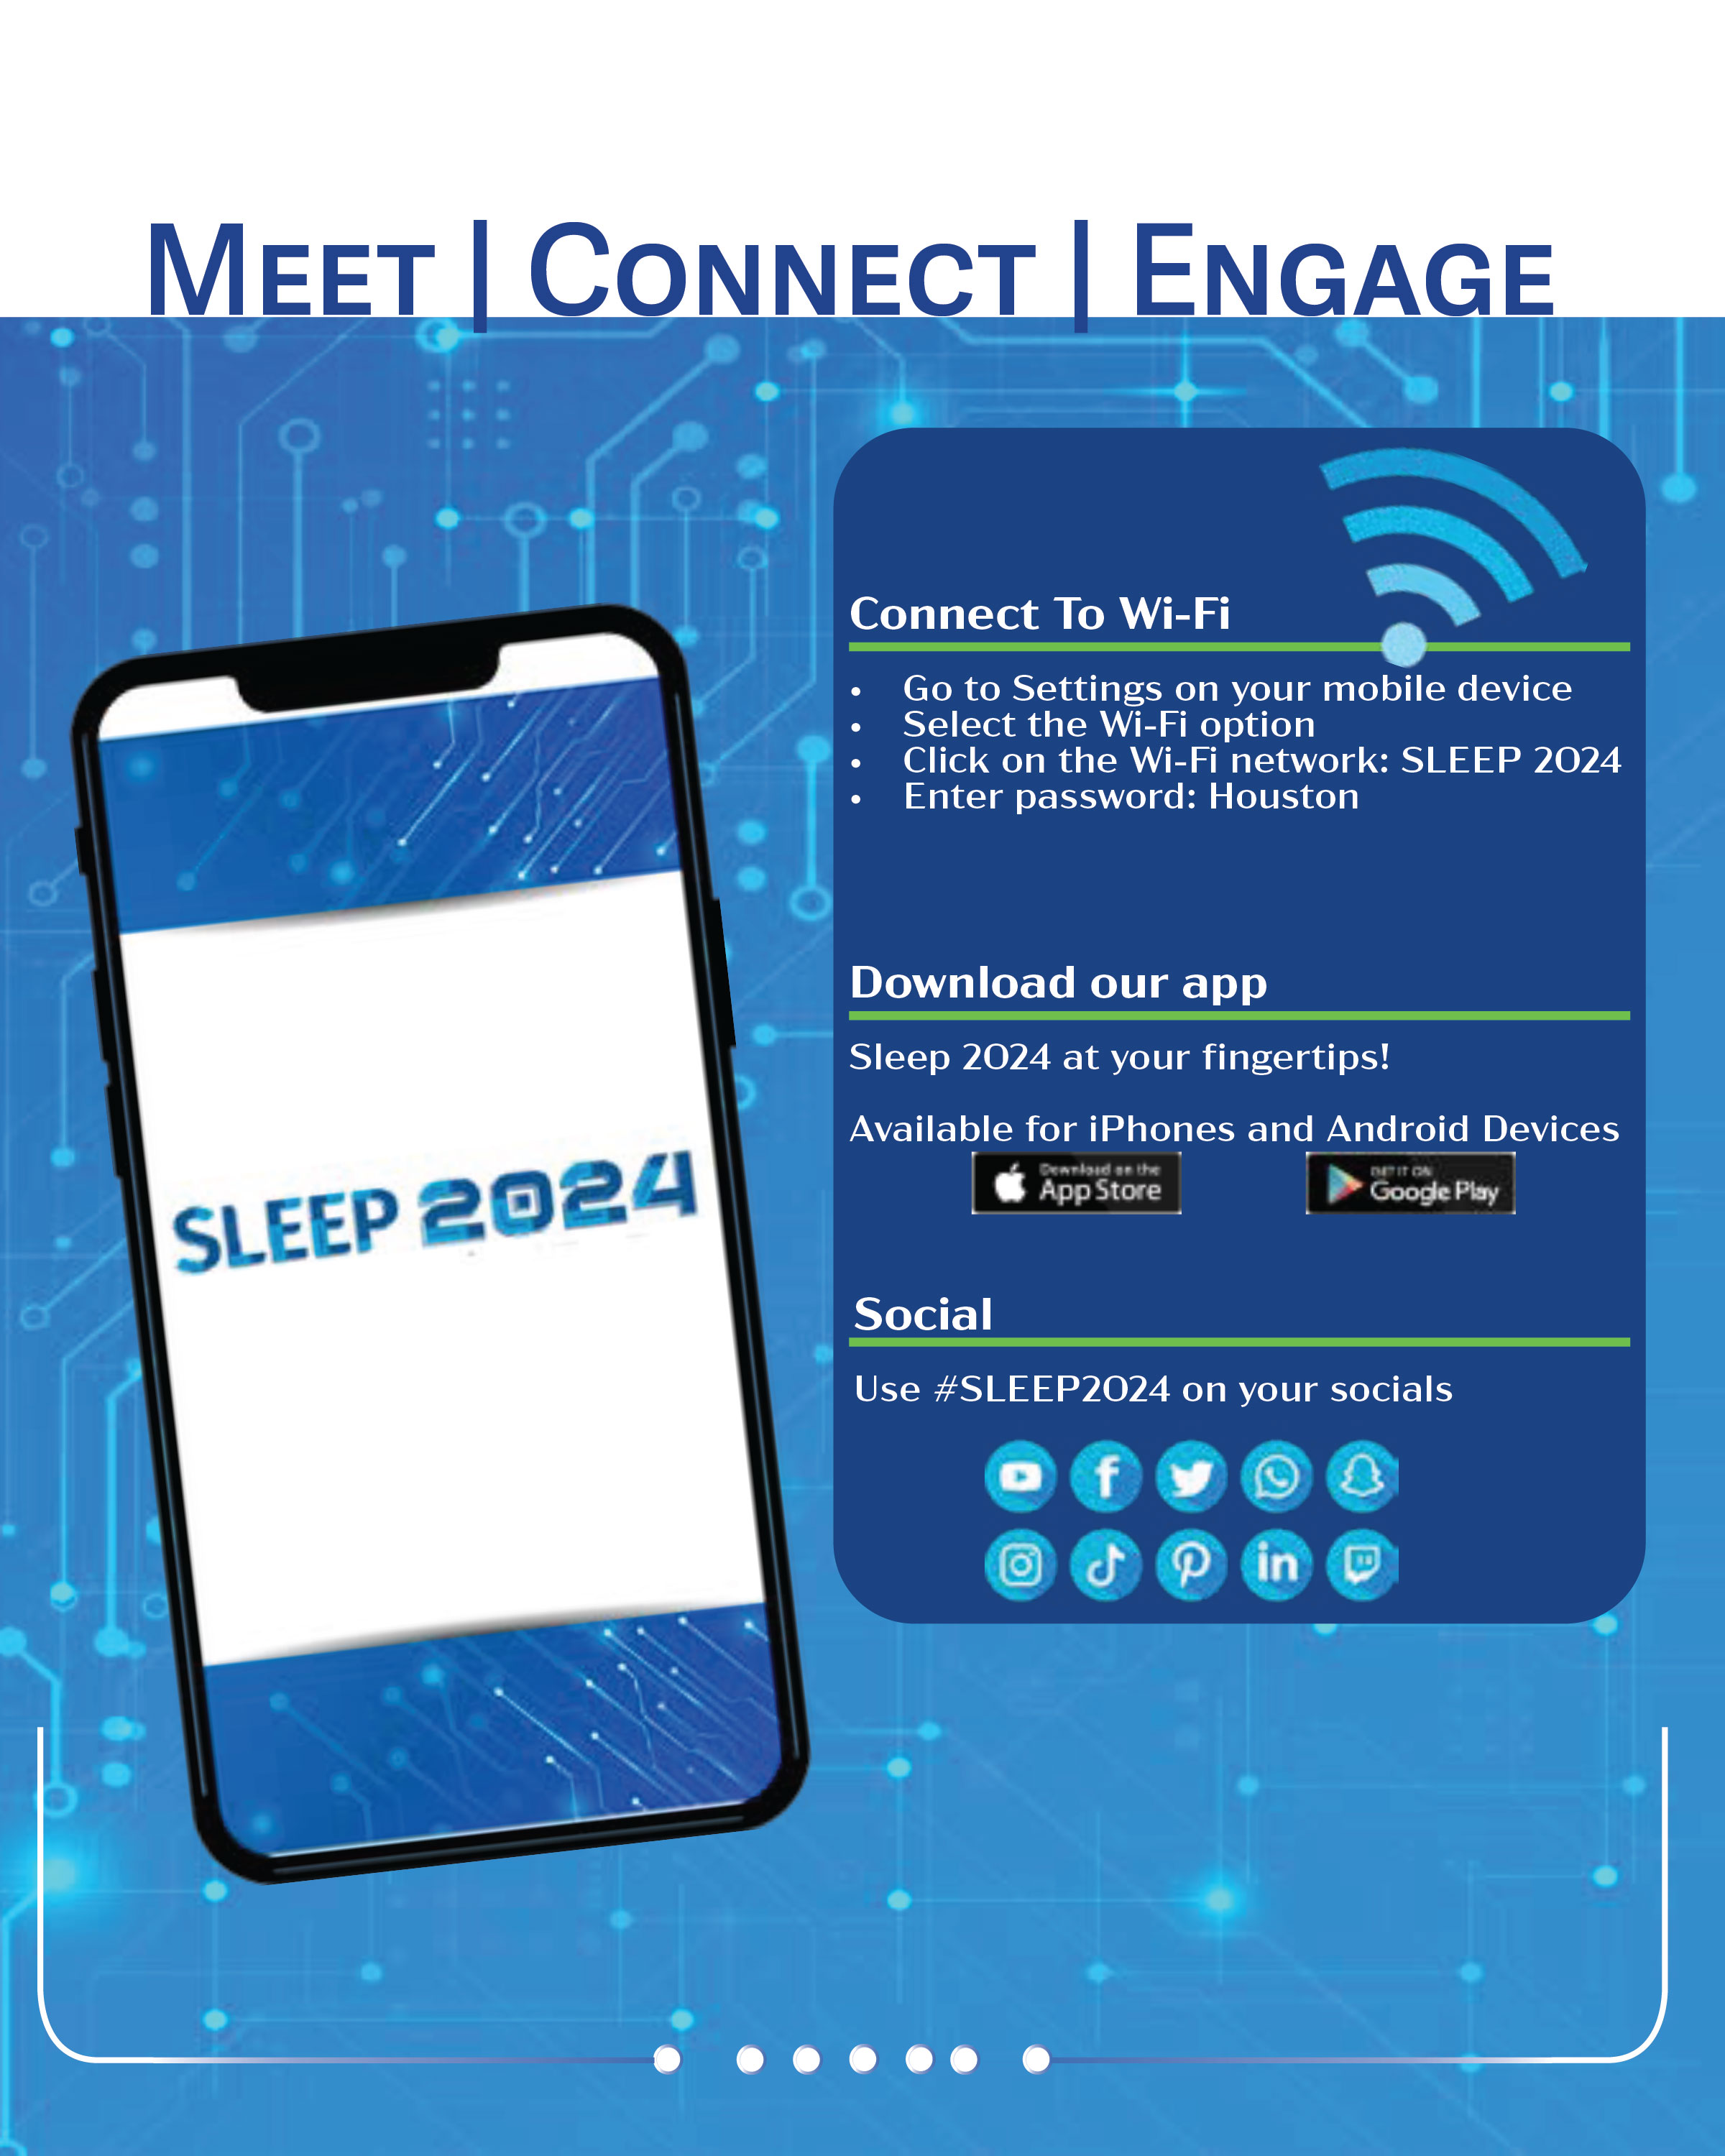 Meet | Connect | Engage
Connect To Wi-Fi
• Go to Settings on your mobile device
• Select the Wi-Fi option
• Click on the Wi-Fi network: SLEEP 2024
• Enter password: Houston
Download our app
Sleep 2024 at your fingertips!
Available for iPhones and Android Devices
Download on the
App Store
GET IT ON
Google Play
SLEEP 2024
Social
Use #SLEEP2024 on your socials
f
in